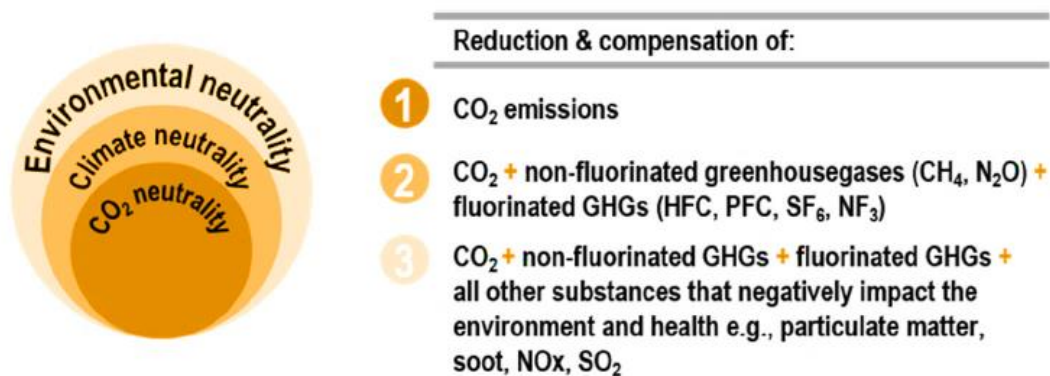 Environmental neutrality
Climate neutrality
CO₂ neutrality
Reduction & compensation of:
1 CO₂ emissions
2 CO₂ + non-fluorinated greenhousegases (CH₄, N₂O) +
fluorinated GHGs (HFC, PFC, SF₆, NF₃)
3 CO₂ + non-fluorinated GHGs + fluorinated GHGs +
all other substances that negatively impact the
environment and health e.g., particulate matter,
soot, NOx, SO₂